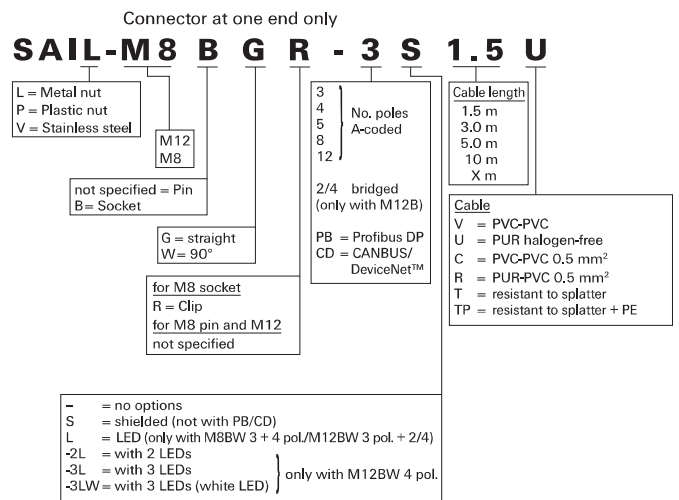 Connector at one end only
SAIL-M8 B G R - 3 S 1.5 U
L = Metal nut
P = Plastic nut
V = Stainless steel
M12
M8
not specified = Pin
B= Socket
G = straight
W= 90°
for M8 socket
R = Clip
for M8 pin and M12
not specified
3
4
5
8
12
No. poles
A-coded
2/4 bridged
(only with M12B)
PB = Profibus DP
CD = CANBUS/
DeviceNet™
Cable length
1.5 m
3.0 m
5.0 m
10 m
X m
Cable
V = PVC-PVC
U = PUR halogen-free
C = PVC-PVC 0.5 mm²
R = PUR-PVC 0.5 mm²
T = resistant to splatter
TP = resistant to splatter + PE
– = no options
S = shielded (not with PB/CD)
L = LED (only with M8BW 3 + 4 pol./M12BW 3 pol. + 2/4)
-2L = with 2 LEDs
-3L = with 3 LEDs
-3LW = with 3 LEDs (white LED)
only with M12BW 4 pol.